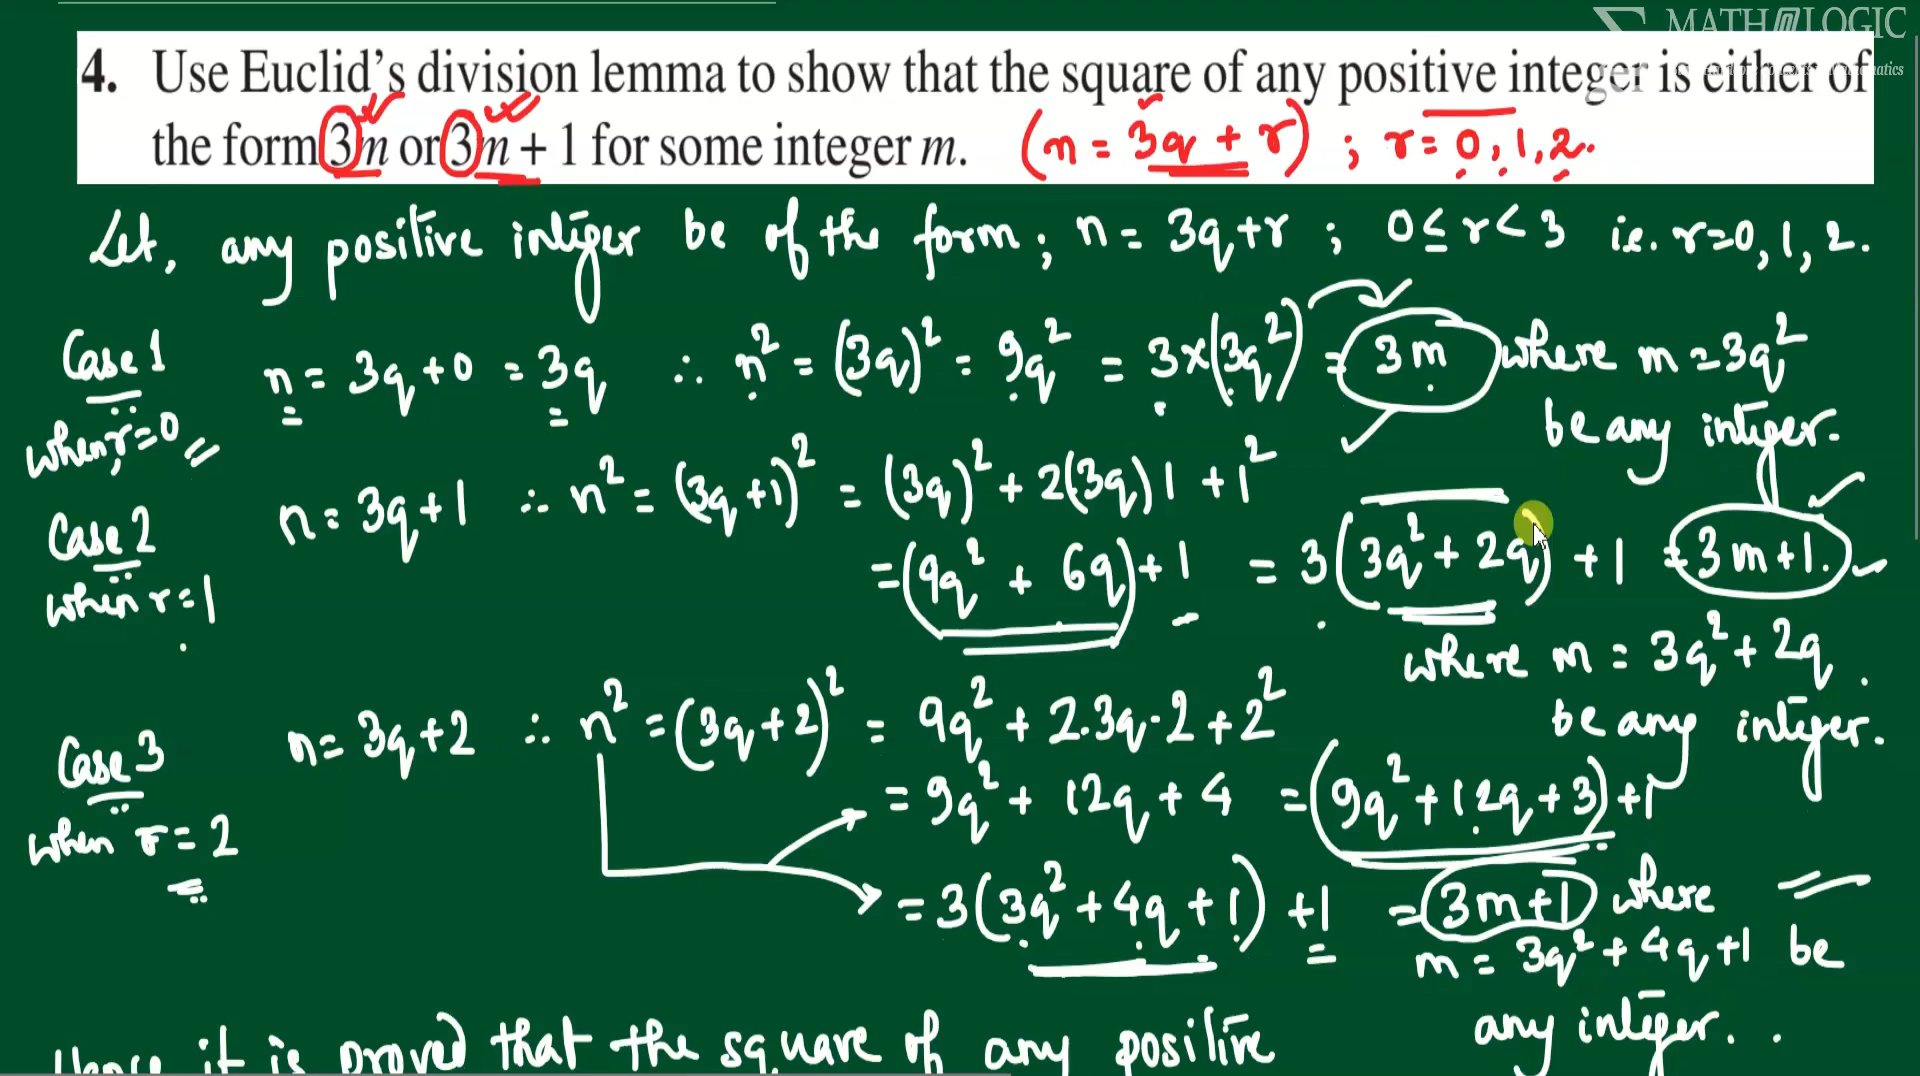 MATHNLOGIC
4. Use Euclid's division lemma to show that the square of any positive integer is either of
the form 3m or 3m + 1 for some integer m. (n = 3q + r) ; r = 0, 1, 2.
Let, any positive integer be of the form; n = 3q+r ; 0 ≤ r < 3 i.e. r=0, 1, 2.
Case 1 n = 3q+0 = 3q ∴ n² = (3q)² = 9q² = 3×(3q²) = 3m where m = 3q²
when, r=0 be any integer.
Case 2 n = 3q+1 ∴ n² = (3q+1)² = (3q)² + 2(3q)1 + 1²
when r=1 = (9q² + 6q) + 1 = 3(3q² + 2q) + 1 = 3m+1.
where m = 3q² + 2q.
be any integer.
Case 3 n = 3q+2 ∴ n² = (3q+2)² = 9q² + 2.3q.2 + 2²
when r = 2 = 9q² + 12q + 4 = (9q² + 12q + 3) + 1
= 3(3q² + 4q + 1) + 1 = 3m+1 where
m = 3q² + 4q + 1 be
any integer.
Hence it is proved that the square of any positive